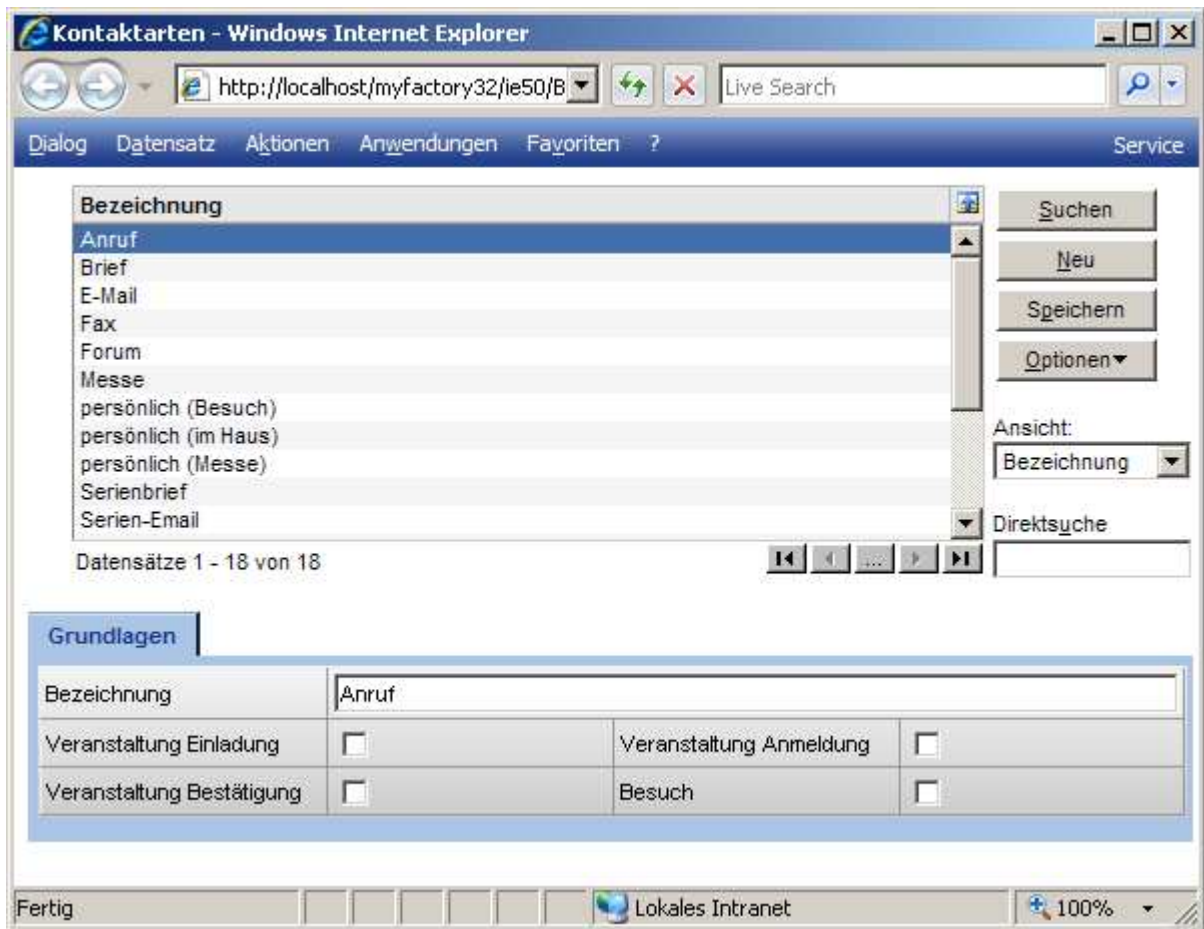 Kontaktarten - Windows Internet Explorer
http://localhost/myfactory32/ie50/B
Live Search
Dialog Datensatz Aktionen Anwendungen Favoriten ? Service
Bezeichnung
Anruf
Brief
E-Mail
Fax
Forum
Messe
persönlich (Besuch)
persönlich (im Haus)
persönlich (Messe)
Serienbrief
Serien-Email
Suchen
Neu
Speichern
Optionen
Ansicht:
Bezeichnung
Direktsuche
Datensätze 1 - 18 von 18
...
Grundlagen
Bezeichnung Anruf
Veranstaltung Einladung Veranstaltung Anmeldung
Veranstaltung Bestätigung Besuch
Fertig Lokales Intranet 100%